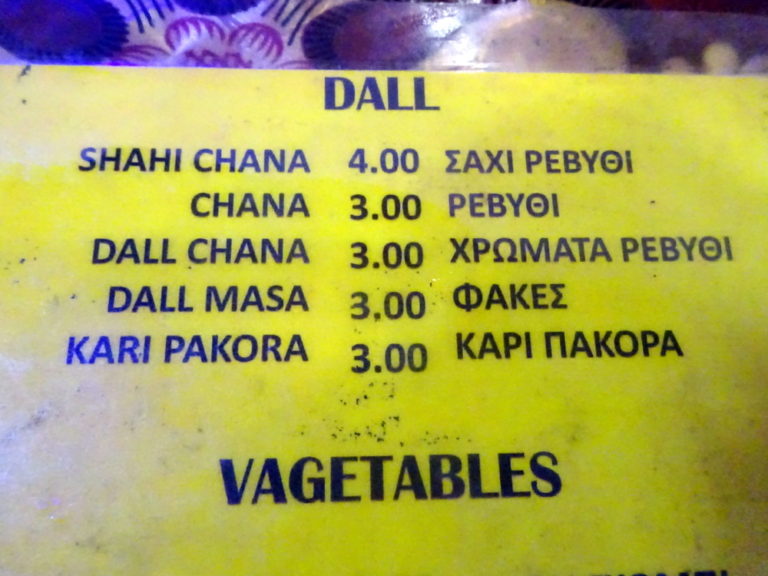 DALL
SHAHI CHANA 4.00 ΣΑΧΙ ΡΕΒΥΘΙ
CHANA 3.00 ΡΕΒΥΘΙ
DALL CHANA 3.00 ΧΡΩΜΑΤΑ ΡΕΒΥΘΙ
DALL MASA 3,00 ΦΑΚΕΣ
KARI PAKORA 3.00 ΚΑΡΙ ΠΑΚΟΡΑ
VAGETABLES